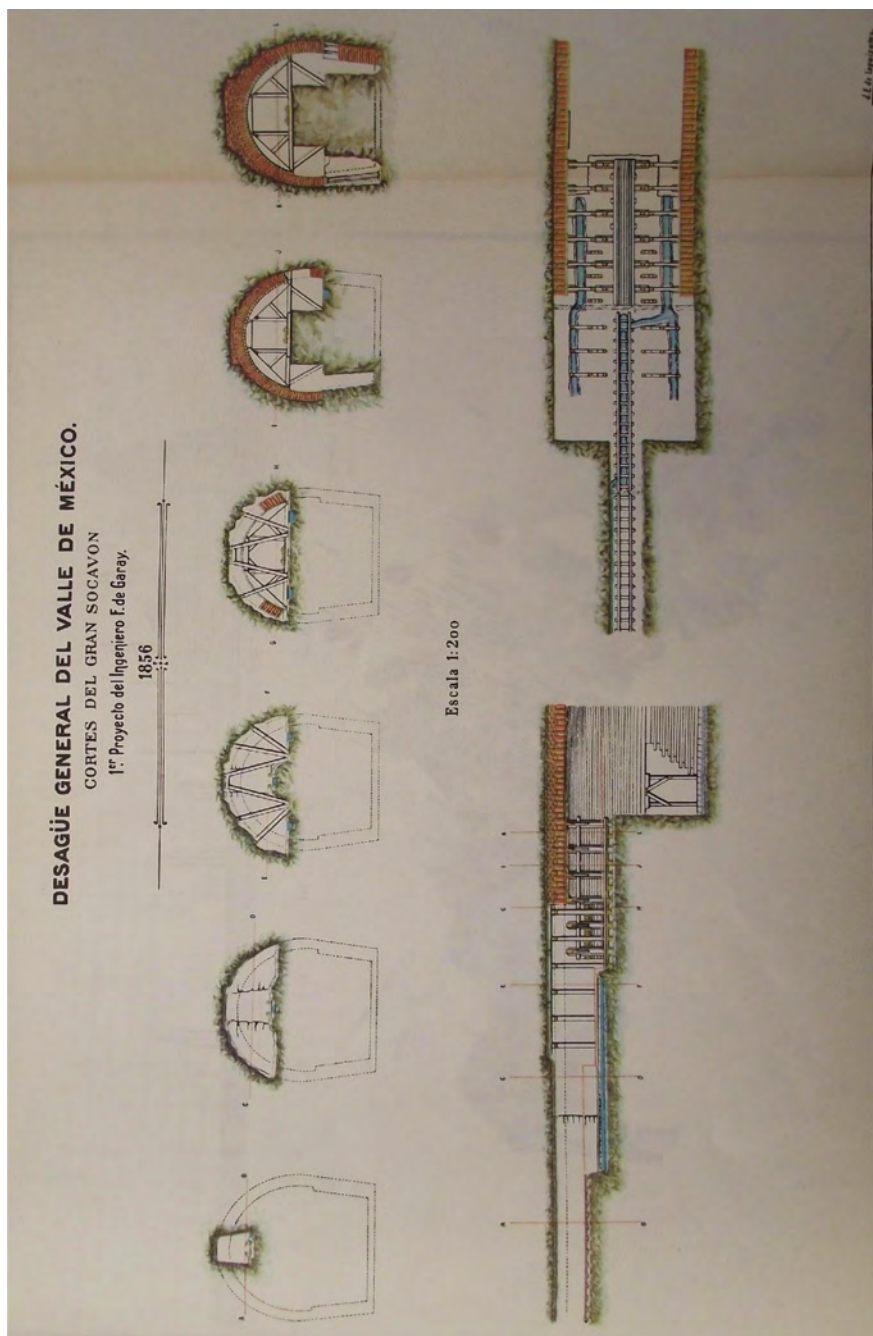 DESAGÜE GENERAL DEL VALLE DE MÉXICO.
CORTES DEL GRAN SOCAVON
1er. Proyecto del Ingeniero F. de Garay.
1856
A B
C D
E F
G H
I J
K L
Escala 1:200
A C E G
B D